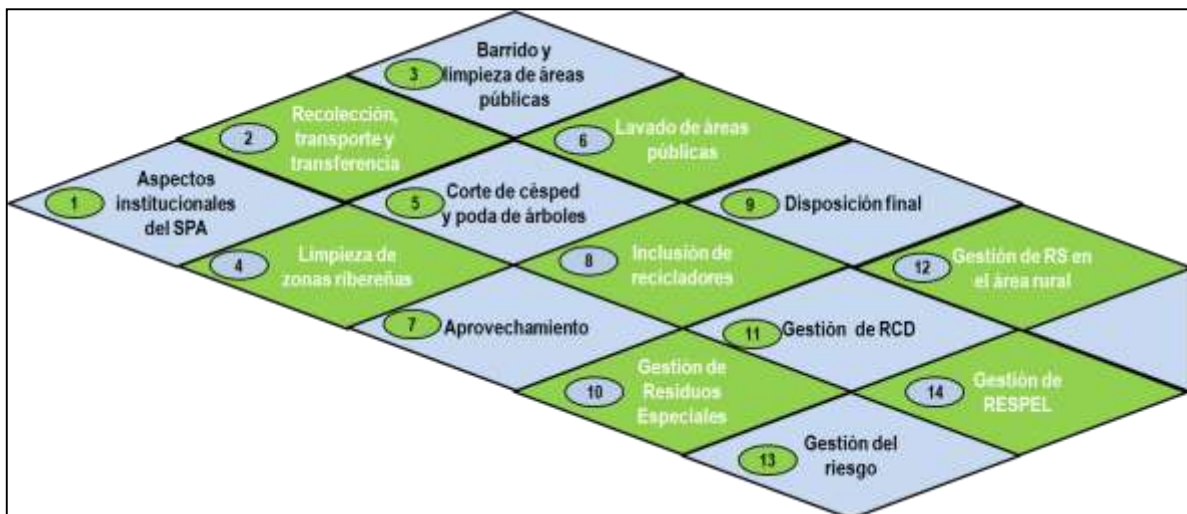 1
Aspectos
institucionales
del SPA
2
Recolección,
transporte y
transferencia
3
Barrido y
limpieza de áreas
públicas
4
Limpieza de
zonas ribereñas
5
Corte de césped
y poda de árboles
6
Lavado de áreas
públicas
7
Aprovechamiento
8
Inclusión de
recicladores
9
Disposición final
10
Gestión de
Residuos
Especiales
11
Gestión de RCD
12
Gestión de RS en
el área rural
13
Gestión del
riesgo
14
Gestión de
RESPEL